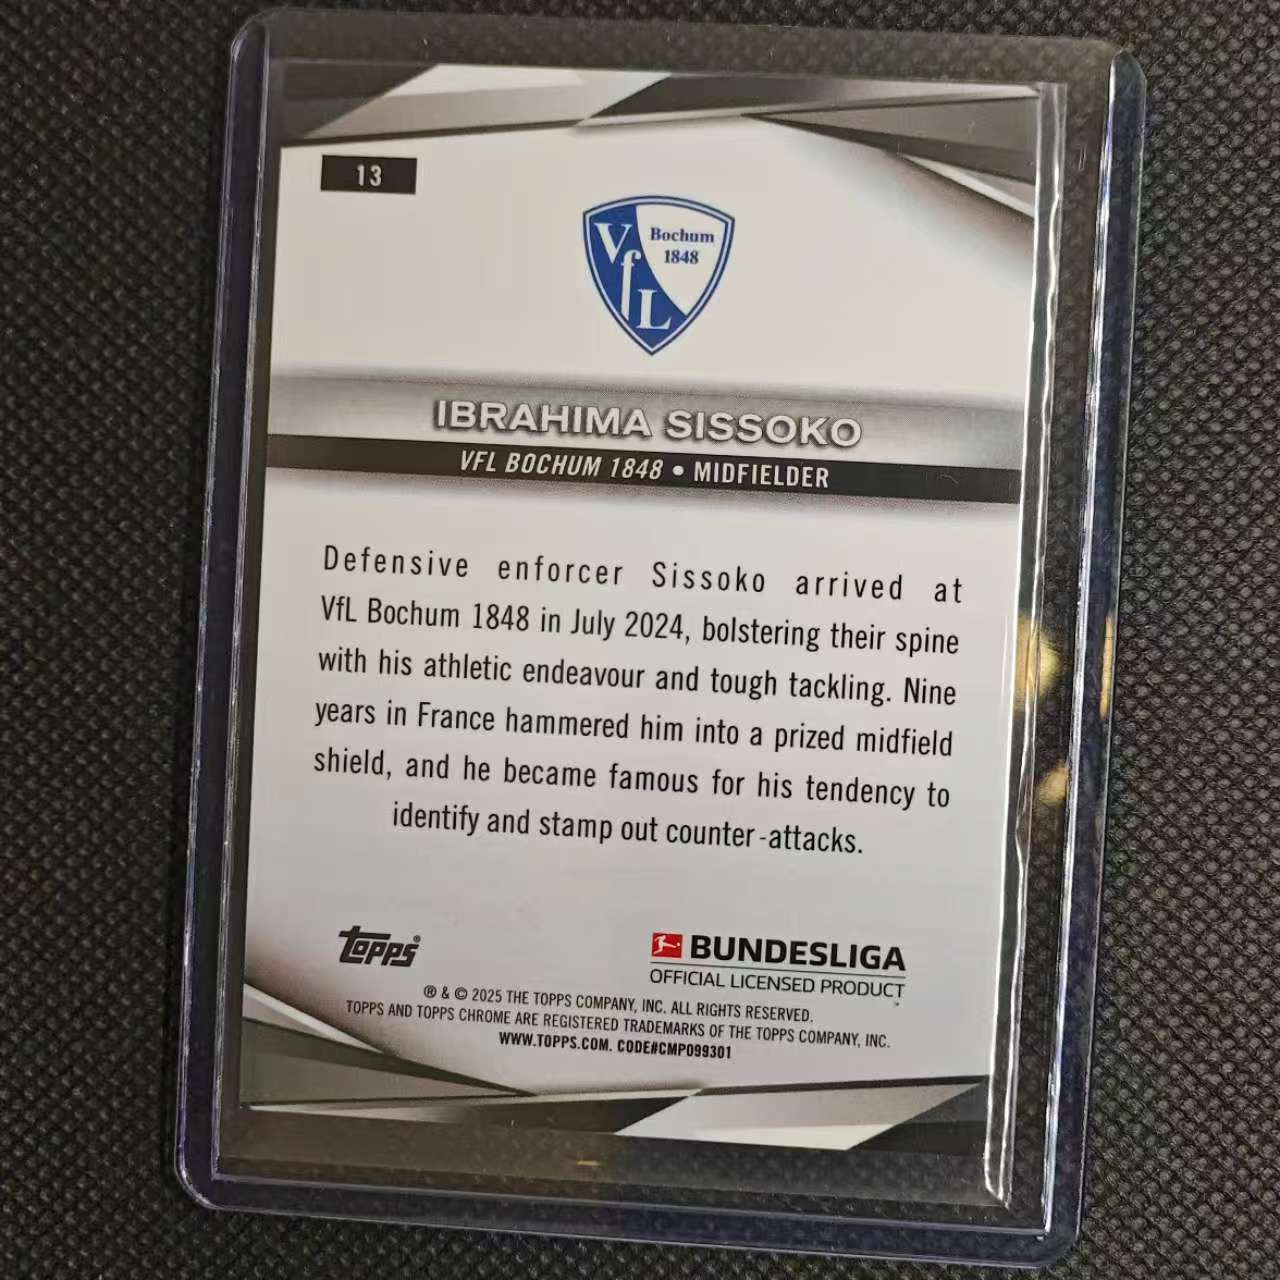 13
VfL
Bochum
1848
IBRAHIMA SISSOKO
VFL BOCHUM 1848 • MIDFIELDER
Defensive enforcer Sissoko arrived at
VfL Bochum 1848 in July 2024, bolstering their spine
with his athletic endeavour and tough tackling. Nine
years in France hammered him into a prized midfield
shield, and he became famous for his tendency to
identify and stamp out counter-attacks.
topps®
BUNDESLIGA
OFFICIAL LICENSED PRODUCT™
® & © 2025 THE TOPPS COMPANY, INC. ALL RIGHTS RESERVED.
TOPPS AND TOPPS CHROME ARE REGISTERED TRADEMARKS OF THE TOPPS COMPANY, INC.
WWW.TOPPS.COM. CODE#CMP099301